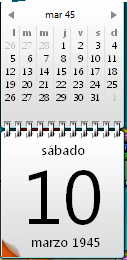 mar 45
l m m j v s d
26 27 28 1 2 3 4
5 6 7 8 9 10 11
12 13 14 15 16 17 18
19 20 21 22 23 24 25
26 27 28 29 30 31 1
sábado
10
marzo 1945